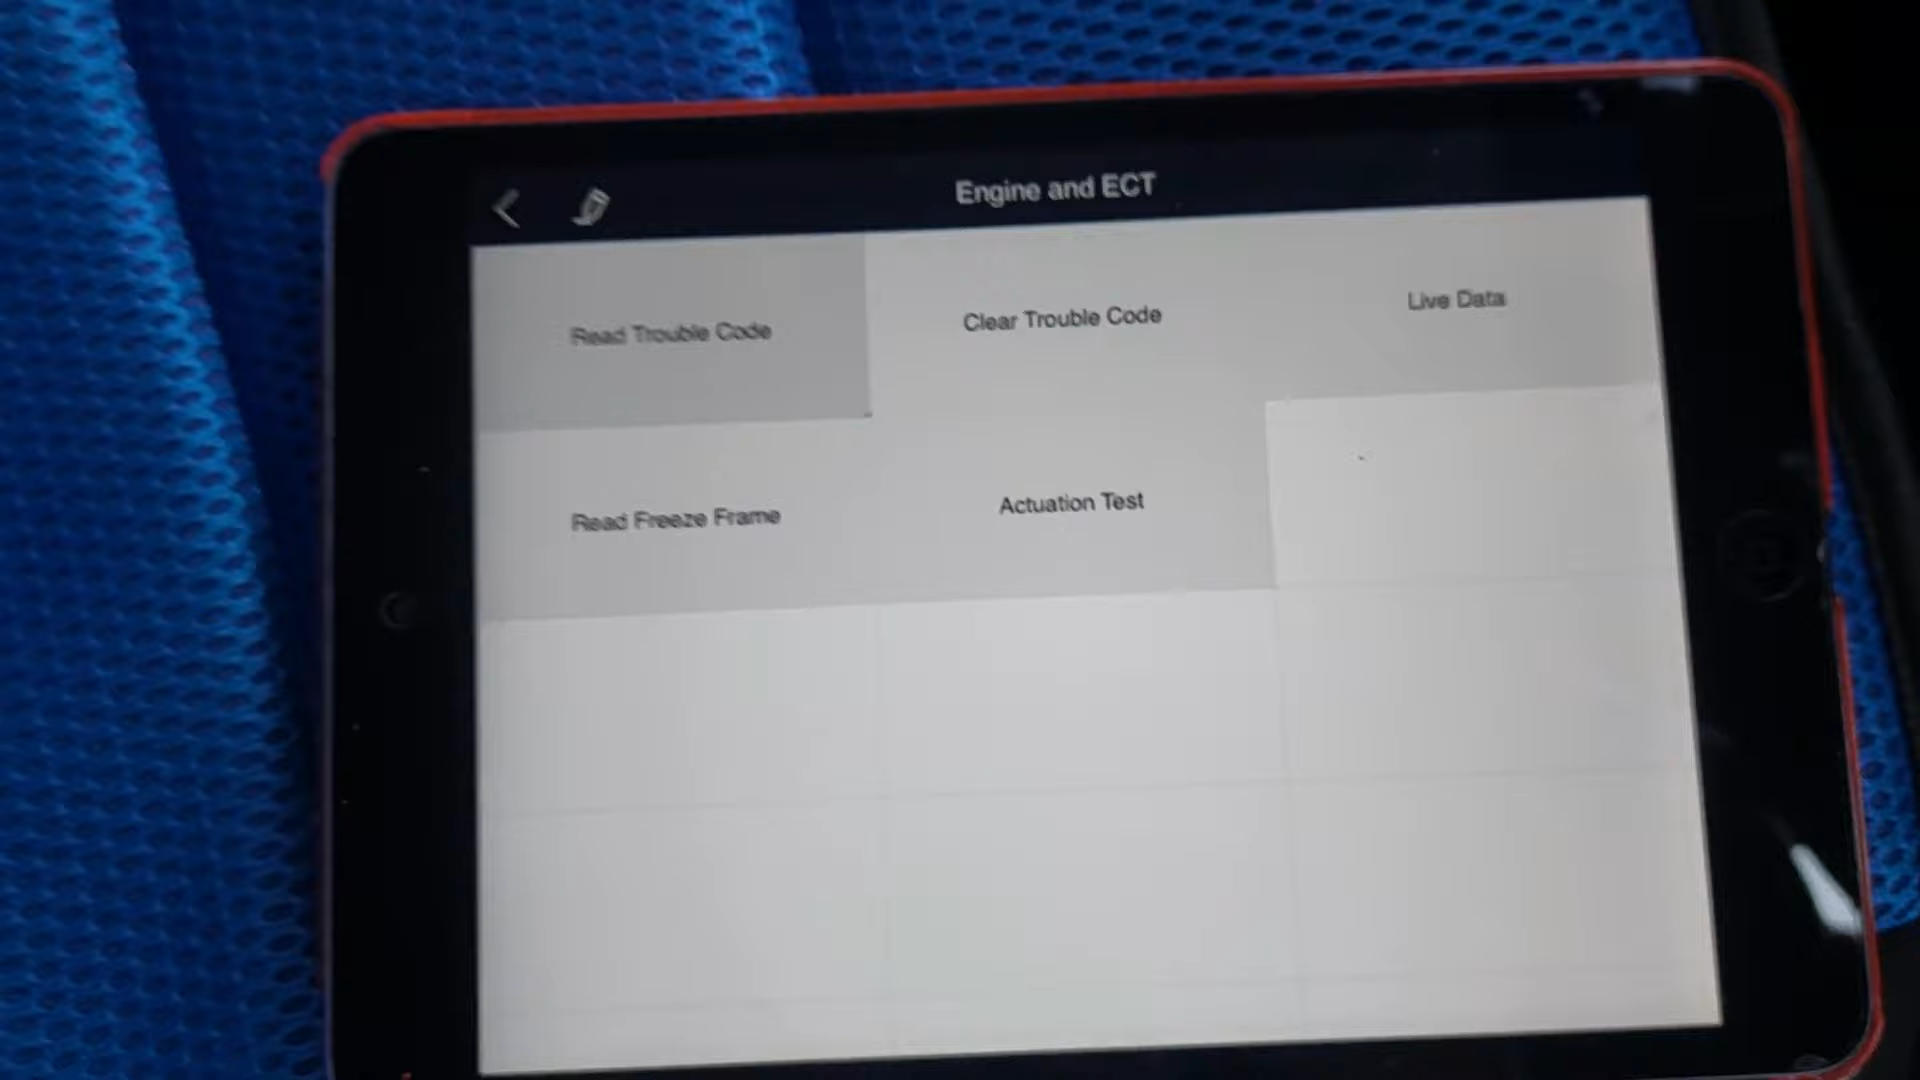 Engine and ECT
Read Trouble Code
Clear Trouble Code
Live Data
Read Freeze Frame
Actuation Test